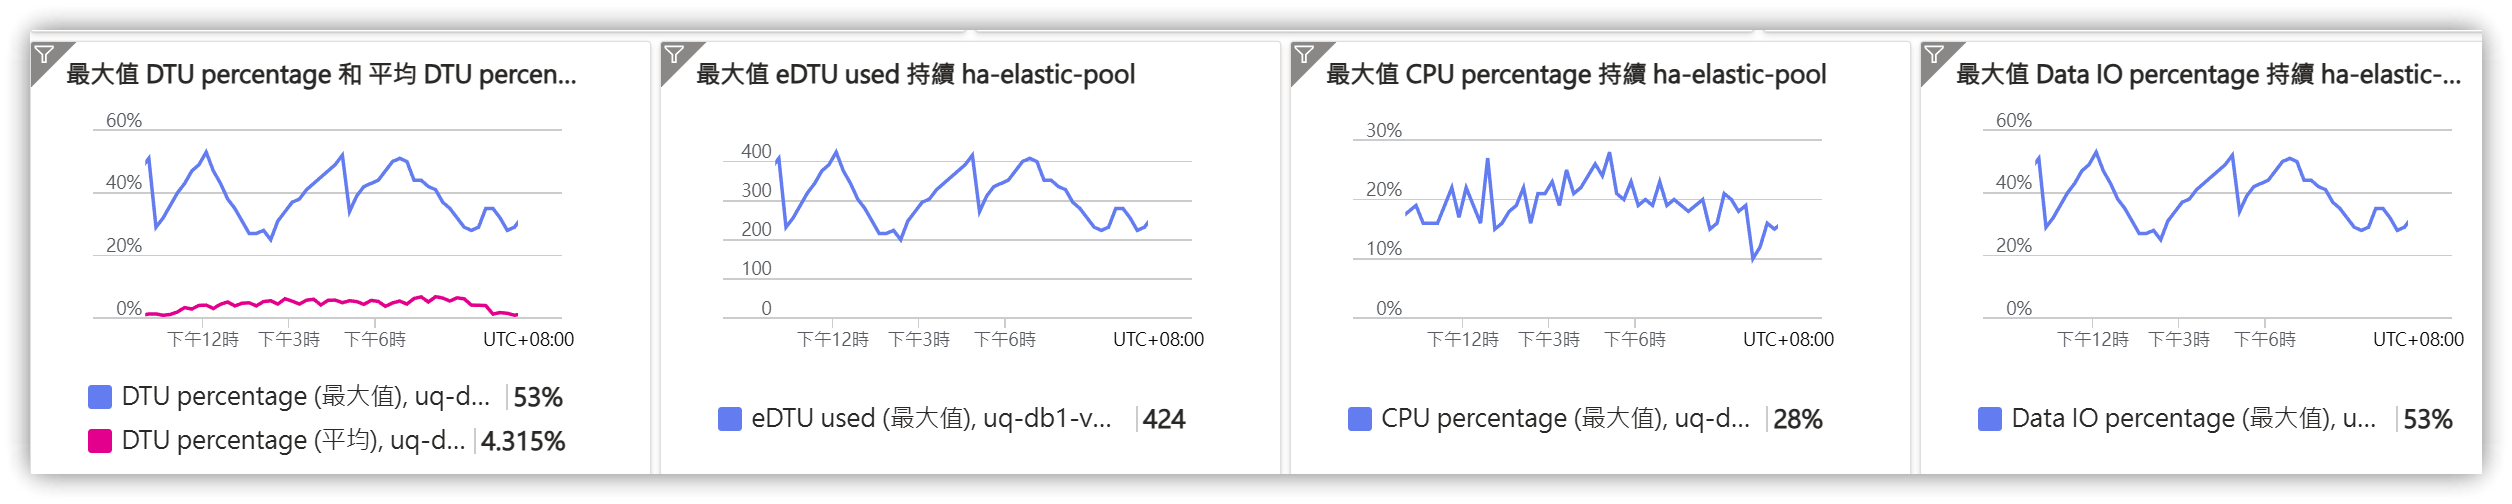 最大值 DTU percentage 和 平均 DTU percen...
60%
40%
20%
0%
下午12時 下午3時 下午6時 UTC+08:00
DTU percentage (最大值), uq-d... 53%
DTU percentage (平均), uq-d... 4.315%
最大值 eDTU used 持續 ha-elastic-pool
400
300
200
100
0
下午12時 下午3時 下午6時 UTC+08:00
eDTU used (最大值), uq-db1-v... 424
最大值 CPU percentage 持續 ha-elastic-pool
30%
20%
10%
0%
下午12時 下午3時 下午6時 UTC+08:00
CPU percentage (最大值), uq-d... 28%
最大值 Data IO percentage 持續 ha-elastic-...
60%
40%
20%
0%
下午12時 下午3時 下午6時 UTC+08:00
Data IO percentage (最大值), u... 53%